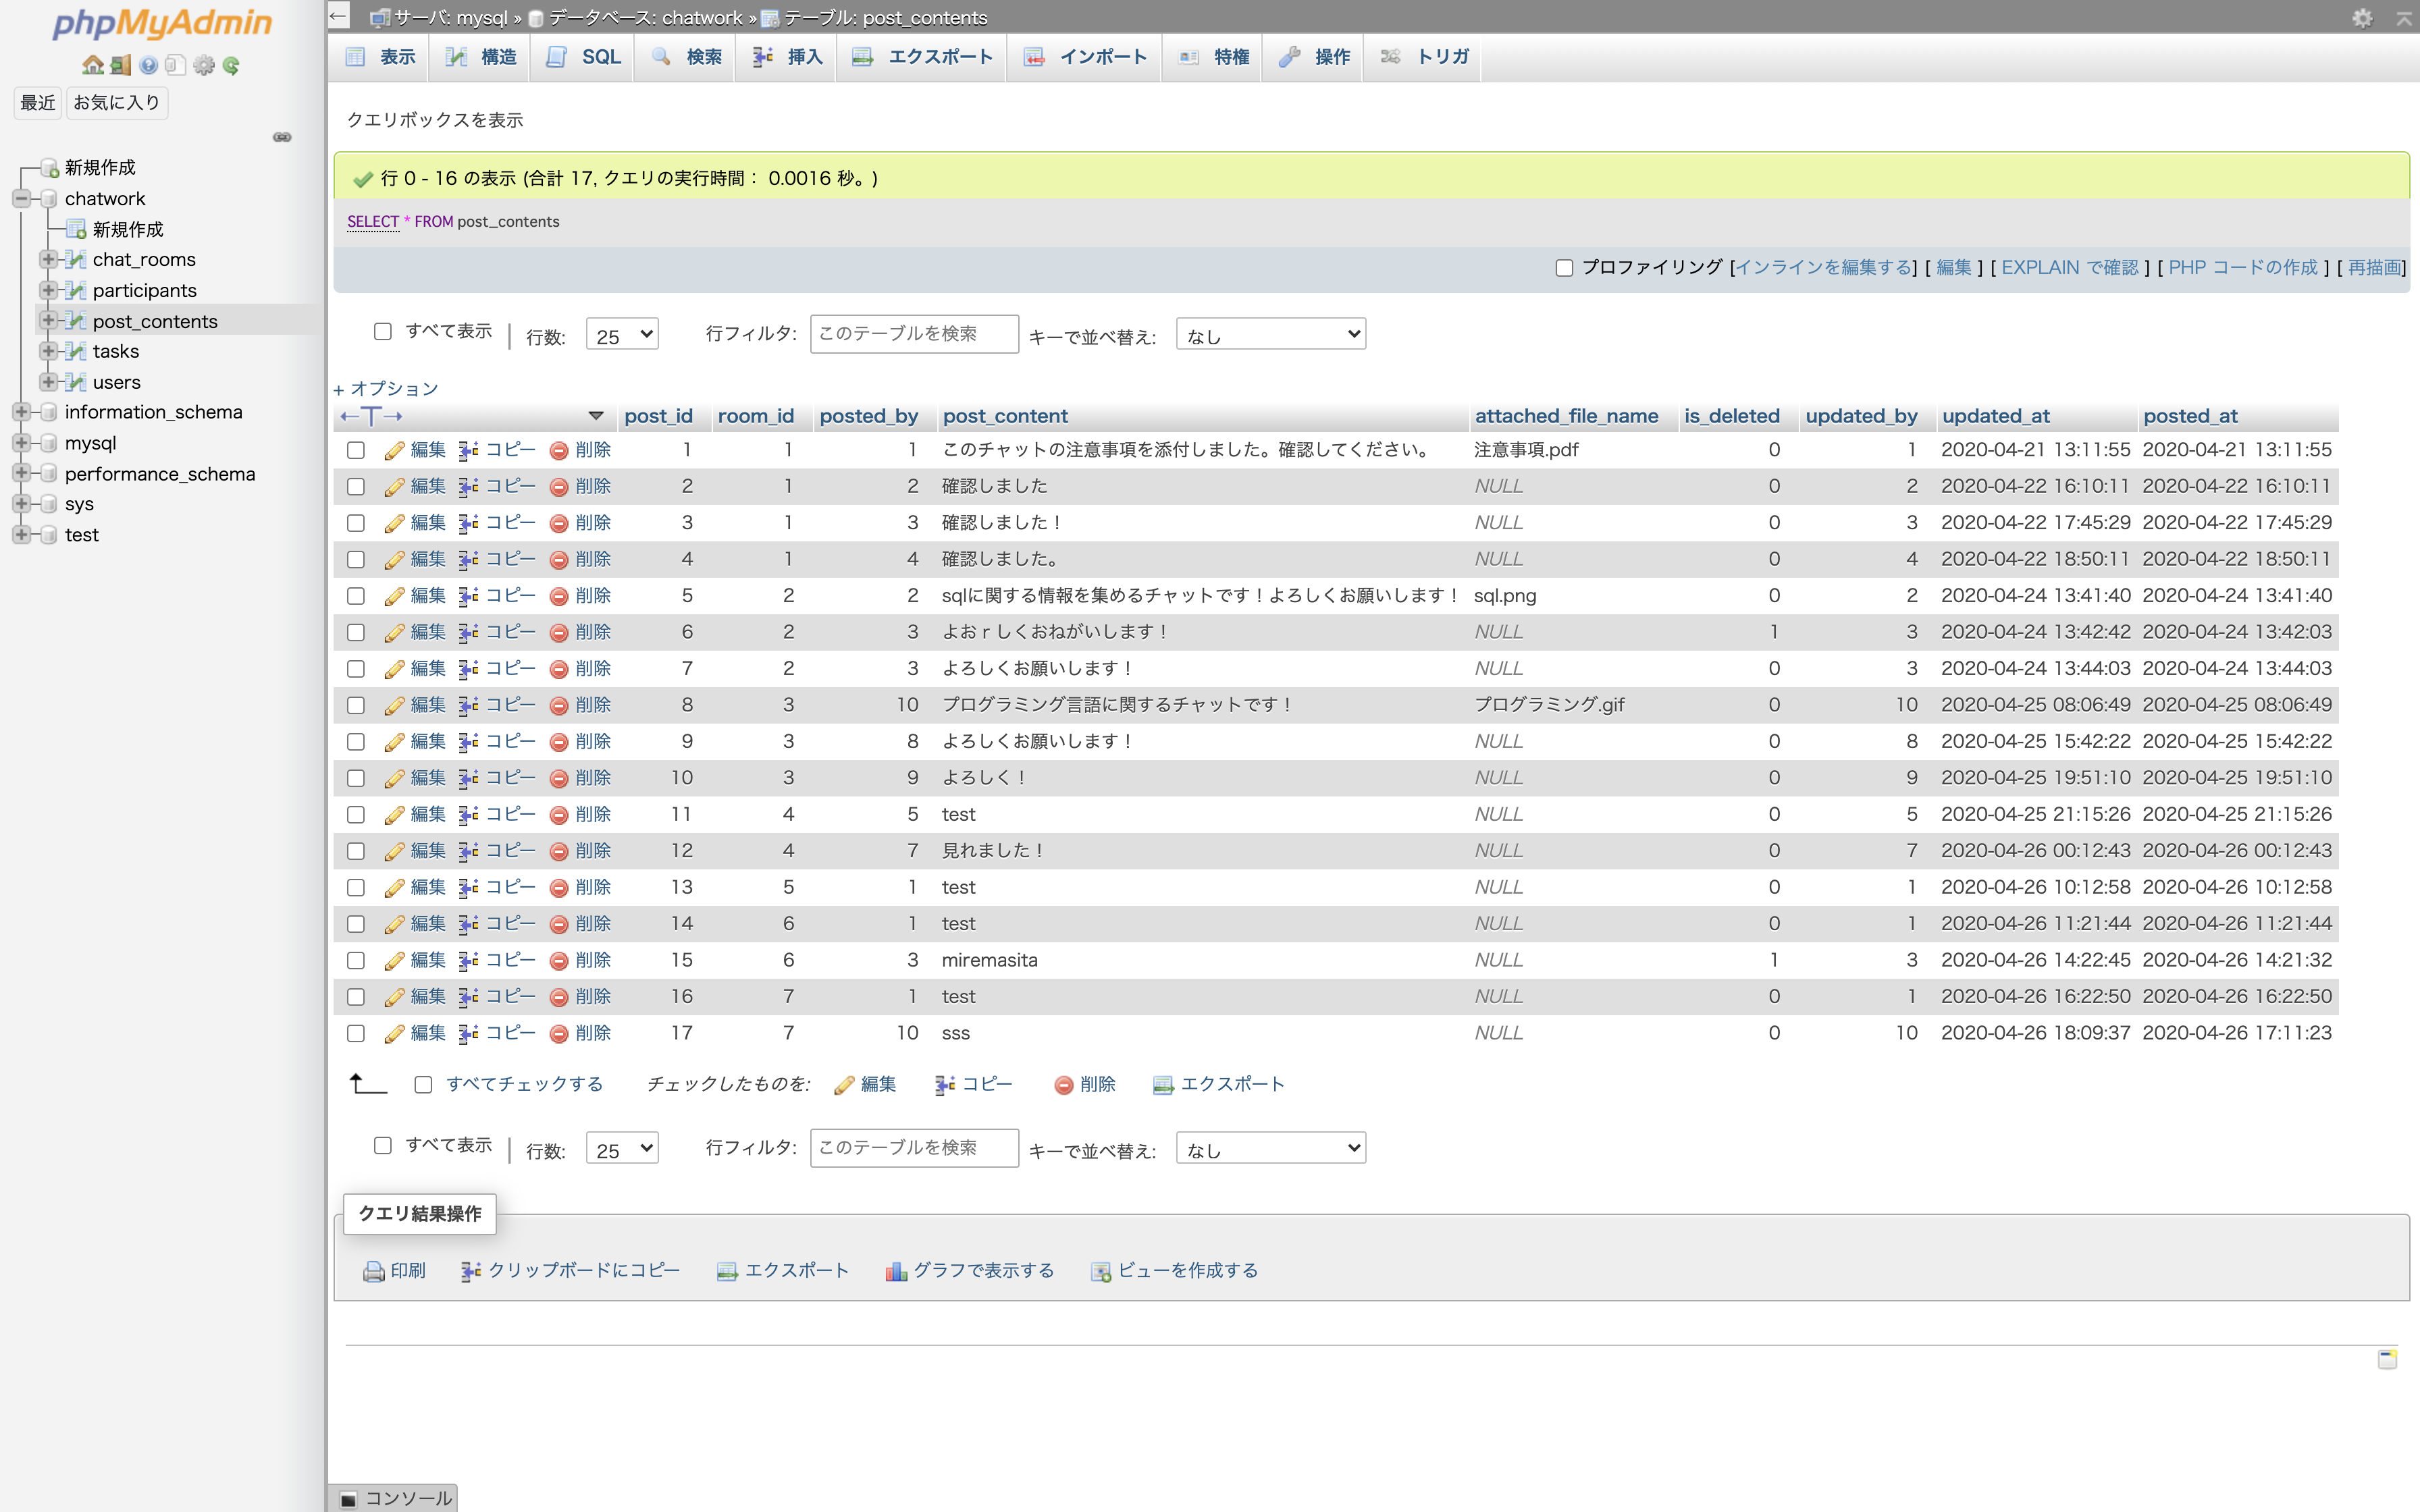 phpMyAdmin
最近 お気に入り
新規作成
chatwork
新規作成
chat_rooms
participants
post_contents
tasks
users
information_schema
mysql
performance_schema
sys
test
サーバ: mysql » データベース: chatwork » テーブル: post_contents
表示 構造 SQL 検索 挿入 エクスポート インポート 特権 操作 トリガ
クエリボックスを表示
行 0 - 16 の表示 (合計 17, クエリの実行時間： 0.0016 秒。)
SELECT * FROM post_contents
プロファイリング [インラインを編集する] [ 編集 ] [ EXPLAIN で確認 ] [ PHP コードの作成 ] [ 再描画]
すべて表示 | 行数: 25 行フィルタ: このテーブルを検索 キーで並べ替え: なし
+ オプション
←T→ post_id room_id posted_by post_content attached_file_name is_deleted updated_by updated_at posted_at
編集 コピー 削除 1 1 1 このチャットの注意事項を添付しました。確認してください。 注意事項.pdf 0 1 2020-04-21 13:11:55 2020-04-21 13:11:55
編集 コピー 削除 2 1 2 確認しました NULL 0 2 2020-04-22 16:10:11 2020-04-22 16:10:11
編集 コピー 削除 3 1 3 確認しました！ NULL 0 3 2020-04-22 17:45:29 2020-04-22 17:45:29
編集 コピー 削除 4 1 4 確認しました。 NULL 0 4 2020-04-22 18:50:11 2020-04-22 18:50:11
編集 コピー 削除 5 2 2 sqlに関する情報を集めるチャットです！よろしくお願いします！ sql.png 0 2 2020-04-24 13:41:40 2020-04-24 13:41:40
編集 コピー 削除 6 2 3 よおｒしくおねがいします！ NULL 1 3 2020-04-24 13:42:42 2020-04-24 13:42:03
編集 コピー 削除 7 2 3 よろしくお願いします！ NULL 0 3 2020-04-24 13:44:03 2020-04-24 13:44:03
編集 コピー 削除 8 3 10 プログラミング言語に関するチャットです！ プログラミング.gif 0 10 2020-04-25 08:06:49 2020-04-25 08:06:49
編集 コピー 削除 9 3 8 よろしくお願いします！ NULL 0 8 2020-04-25 15:42:22 2020-04-25 15:42:22
編集 コピー 削除 10 3 9 よろしく！ NULL 0 9 2020-04-25 19:51:10 2020-04-25 19:51:10
編集 コピー 削除 11 4 5 test NULL 0 5 2020-04-25 21:15:26 2020-04-25 21:15:26
編集 コピー 削除 12 4 7 見れました！ NULL 0 7 2020-04-26 00:12:43 2020-04-26 00:12:43
編集 コピー 削除 13 5 1 test NULL 0 1 2020-04-26 10:12:58 2020-04-26 10:12:58
編集 コピー 削除 14 6 1 test NULL 0 1 2020-04-26 11:21:44 2020-04-26 11:21:44
編集 コピー 削除 15 6 3 miremasita NULL 1 3 2020-04-26 14:22:45 2020-04-26 14:21:32
編集 コピー 削除 16 7 1 test NULL 0 1 2020-04-26 16:22:50 2020-04-26 16:22:50
編集 コピー 削除 17 7 10 sss NULL 0 10 2020-04-26 18:09:37 2020-04-26 17:11:23
すべてチェックする チェックしたものを: 編集 コピー 削除 エクスポート
すべて表示 | 行数: 25 行フィルタ: このテーブルを検索 キーで並べ替え: なし
クエリ結果操作
印刷 クリップボードにコピー エクスポート グラフで表示する ビューを作成する
コンソール